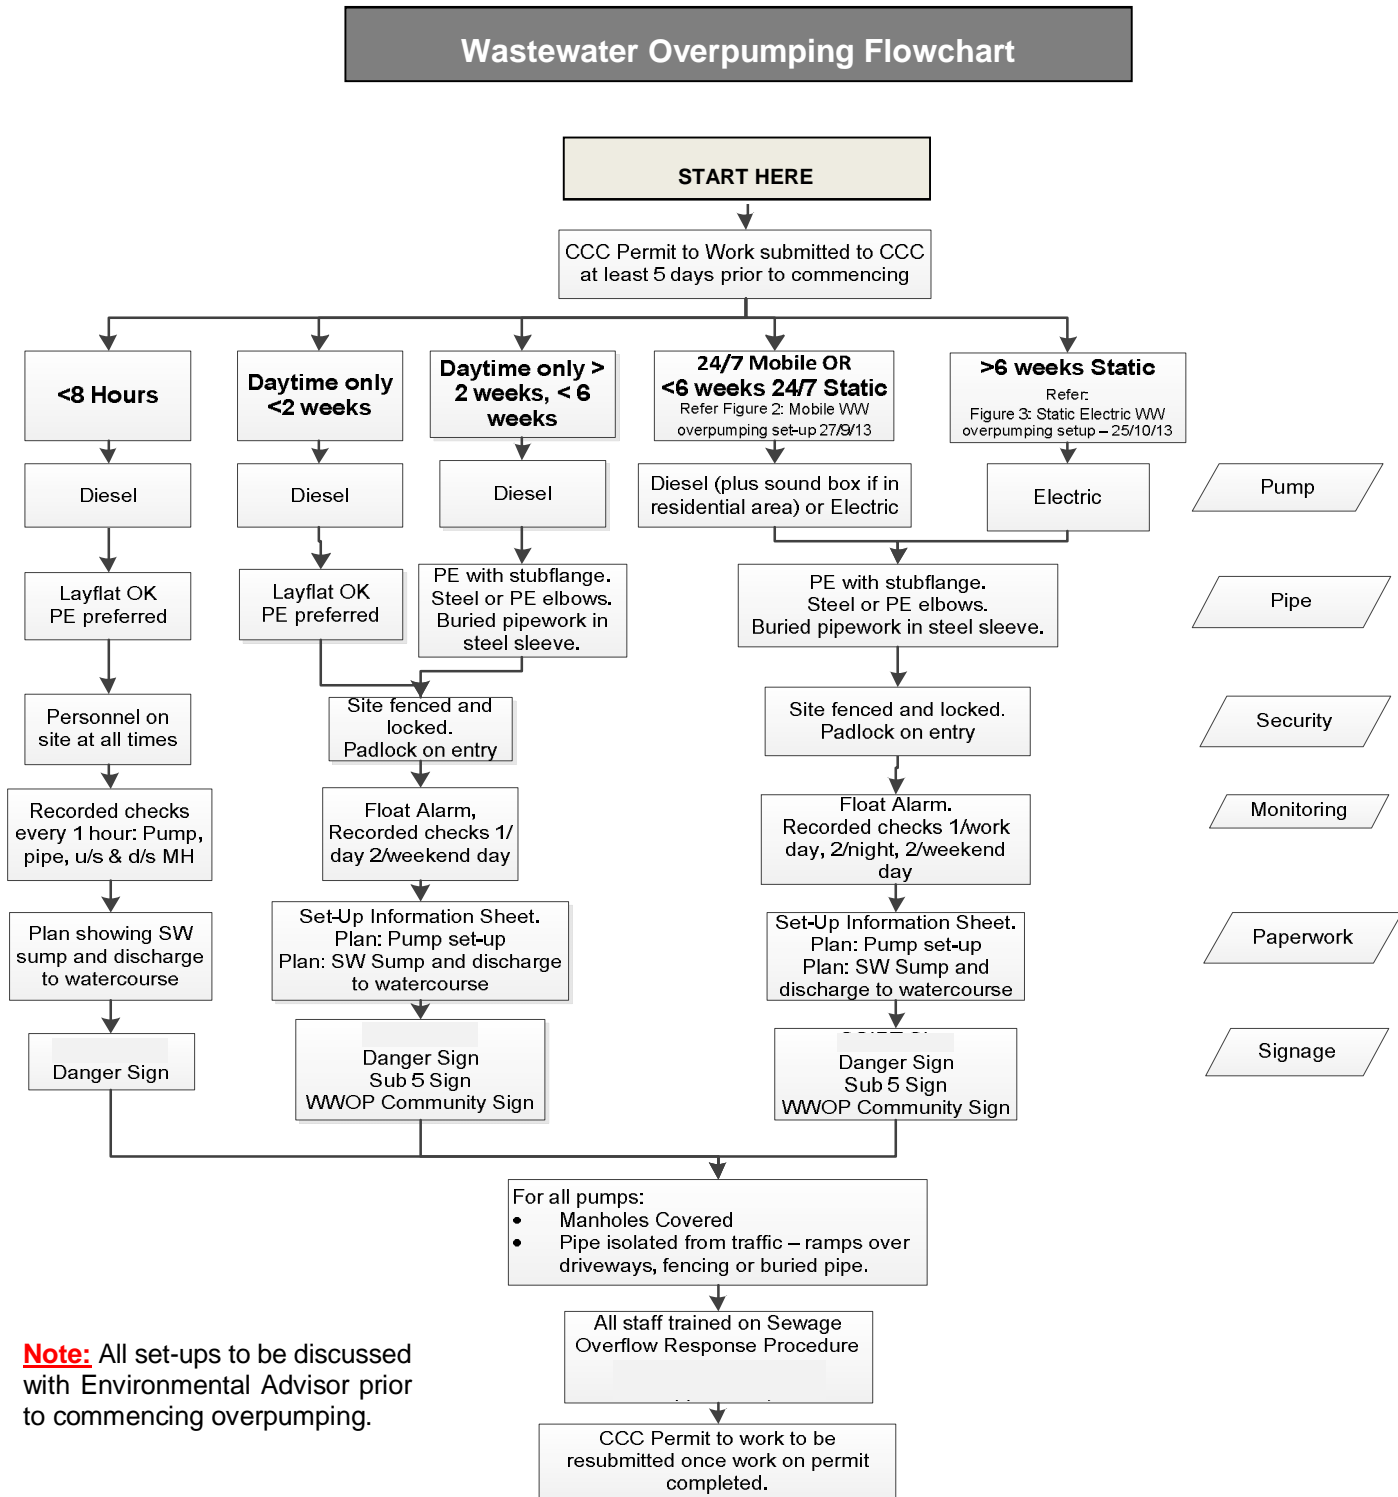 Wastewater Overpumping Flowchart
START HERE
CCC Permit to Work submitted to CCC
at least 5 days prior to commencing
<8 Hours
Daytime only
<2 weeks
Daytime only >
2 weeks, < 6
weeks
24/7 Mobile OR
<6 weeks 24/7 Static
Refer Figure 2: Mobile WW
overpumping set-up 27/9/13
>6 weeks Static
Refer:
Figure 3: Static Electric WW
overpumping setup – 25/10/13
Diesel
Diesel
Diesel
Diesel (plus sound box if in
residential area) or Electric
Electric
Pump
Layflat OK
PE preferred
Layflat OK
PE preferred
PE with stubflange.
Steel or PE elbows.
Buried pipework in
steel sleeve.
PE with stubflange.
Steel or PE elbows.
Buried pipework in steel sleeve.
Pipe
Personnel on
site at all times
Site fenced and
locked.
Padlock on entry
Site fenced and locked.
Padlock on entry
Security
Recorded checks
every 1 hour: Pump,
pipe, u/s & d/s MH
Float Alarm,
Recorded checks 1/
day 2/weekend day
Float Alarm.
Recorded checks 1/work
day, 2/night, 2/weekend
day
Monitoring
Plan showing SW
sump and discharge
to watercourse
Set-Up Information Sheet.
Plan: Pump set-up
Plan: SW Sump and discharge
to watercourse
Set-Up Information Sheet.
Plan: Pump set-up
Plan: SW Sump and
discharge to watercourse
Paperwork
Danger Sign
Danger Sign
Sub 5 Sign
WWOP Community Sign
Danger Sign
Sub 5 Sign
WWOP Community Sign
Signage
For all pumps:
• Manholes Covered
• Pipe isolated from traffic – ramps over
driveways, fencing or buried pipe.
All staff trained on Sewage
Overflow Response Procedure
CCC Permit to work to be
resubmitted once work on permit
completed.
Note: All set-ups to be discussed
with Environmental Advisor prior
to commencing overpumping.